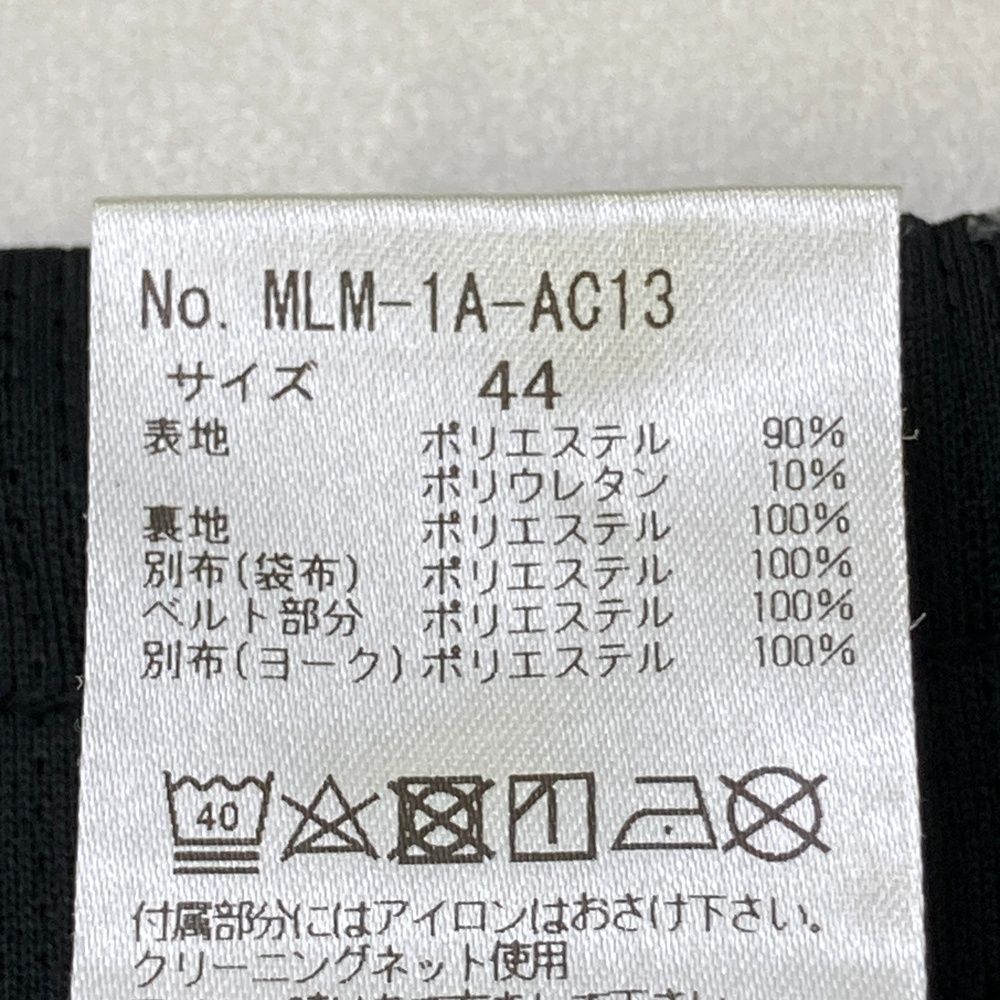 No. MLM-1A-AC13
サイズ 44
表地 ポリエステル 90%
ポリウレタン 10%
裏地 ポリエステル 100%
別布(袋布) ポリエステル 100%
ベルト部分 ポリエステル 100%
別布(ヨーク) ポリエステル 100%
40
付属部分にはアイロンはおさけ下さい。
クリーニングネット使用